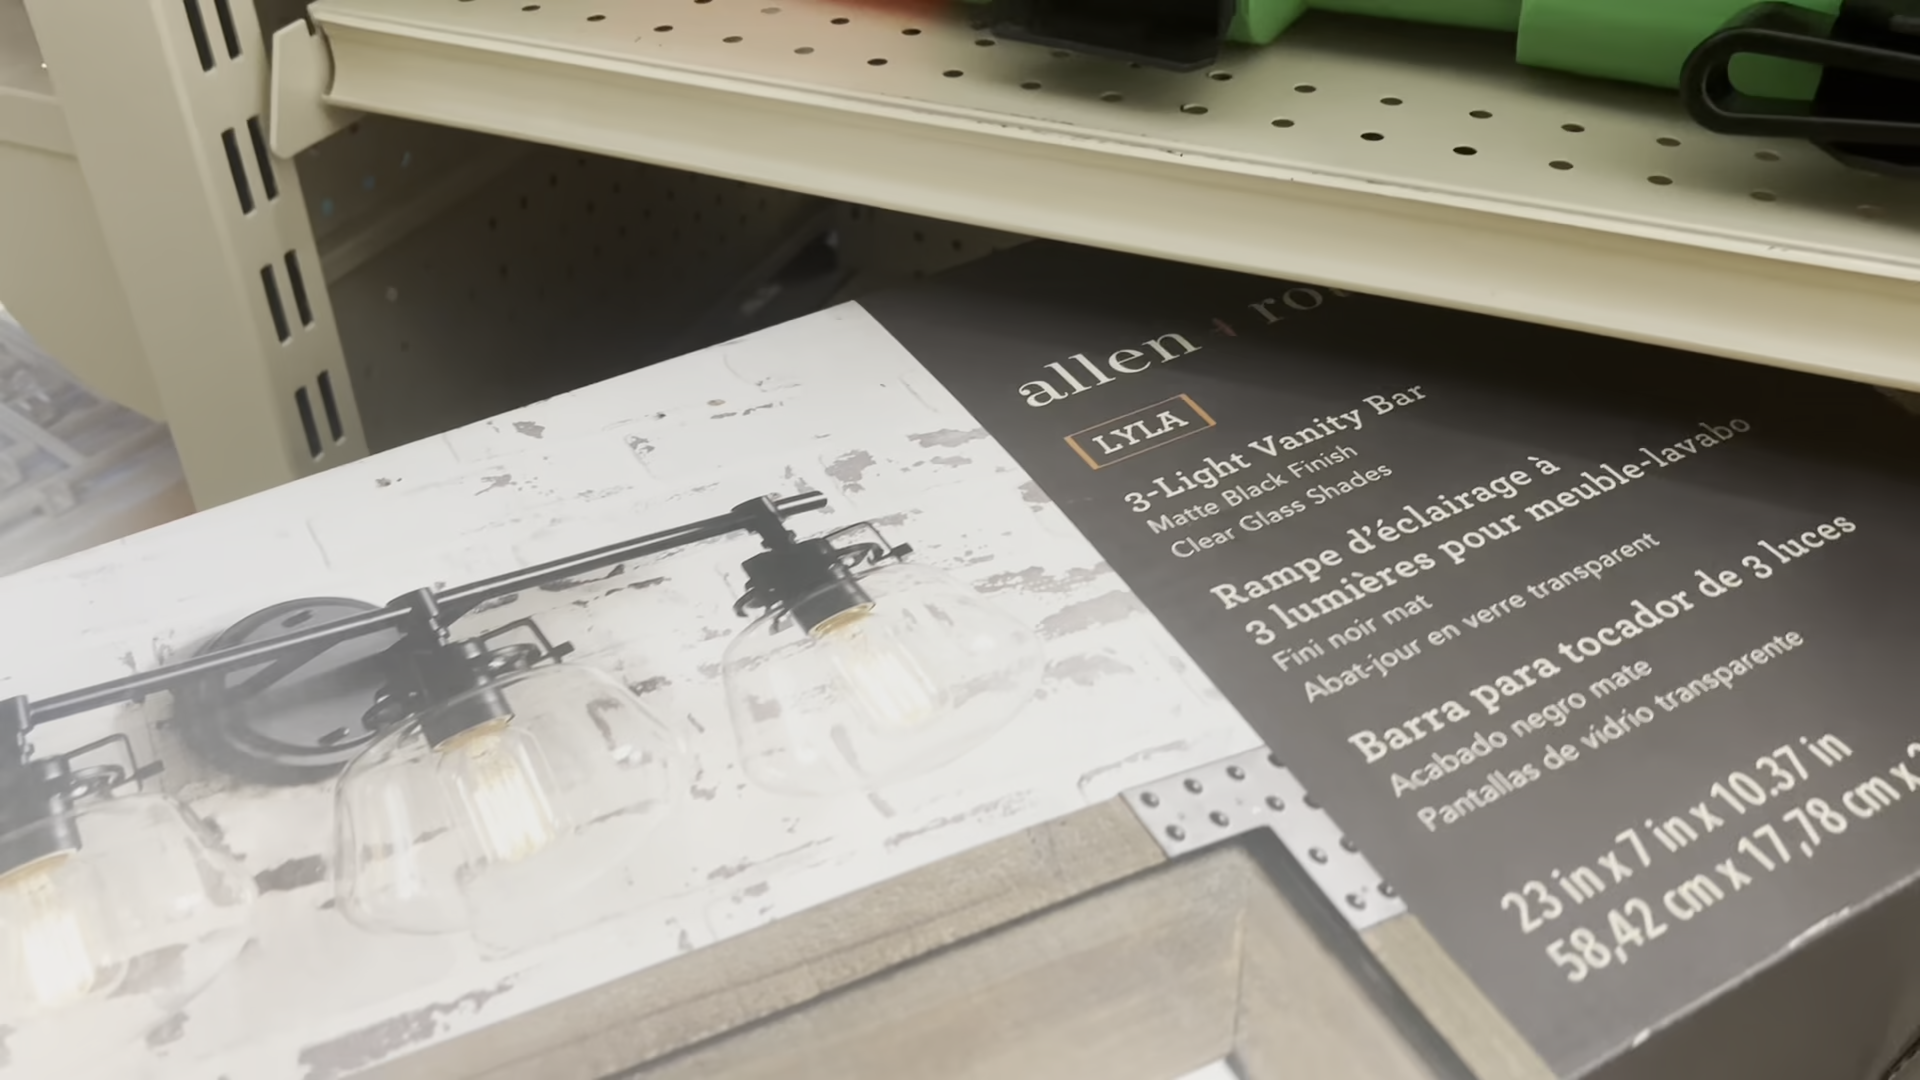 allen + ro
LYLA
3-Light Vanity Bar
Matte Black Finish
Clear Glass Shades
Rampe d'éclairage à
3 lumières pour meuble-lavabo
Fini noir mat
Abat-jour en verre transparent
Barra para tocador de 3 luces
Acabado negro mate
Pantallas de vidrio transparente
23 in x 7 in x 10.37 in
58,42 cm x 17,78 cm x